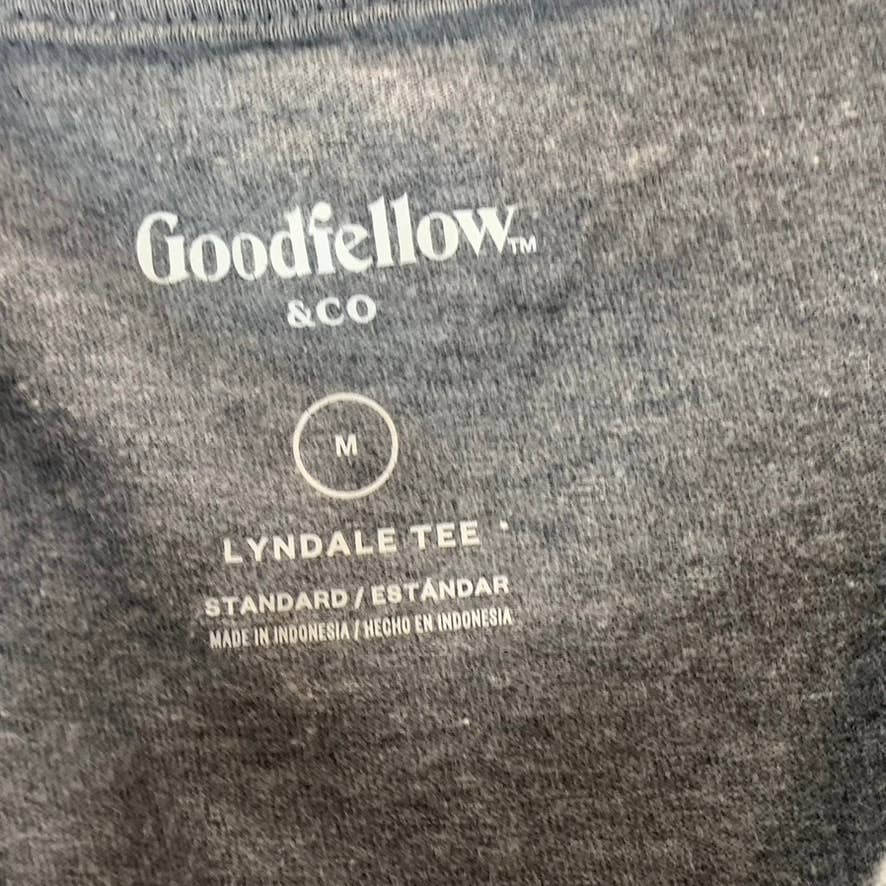 Goodfellow™
&CO
M
LYNDALE TEE
STANDARD / ESTÁNDAR
MADE IN INDONESIA / HECHO EN INDONESIA